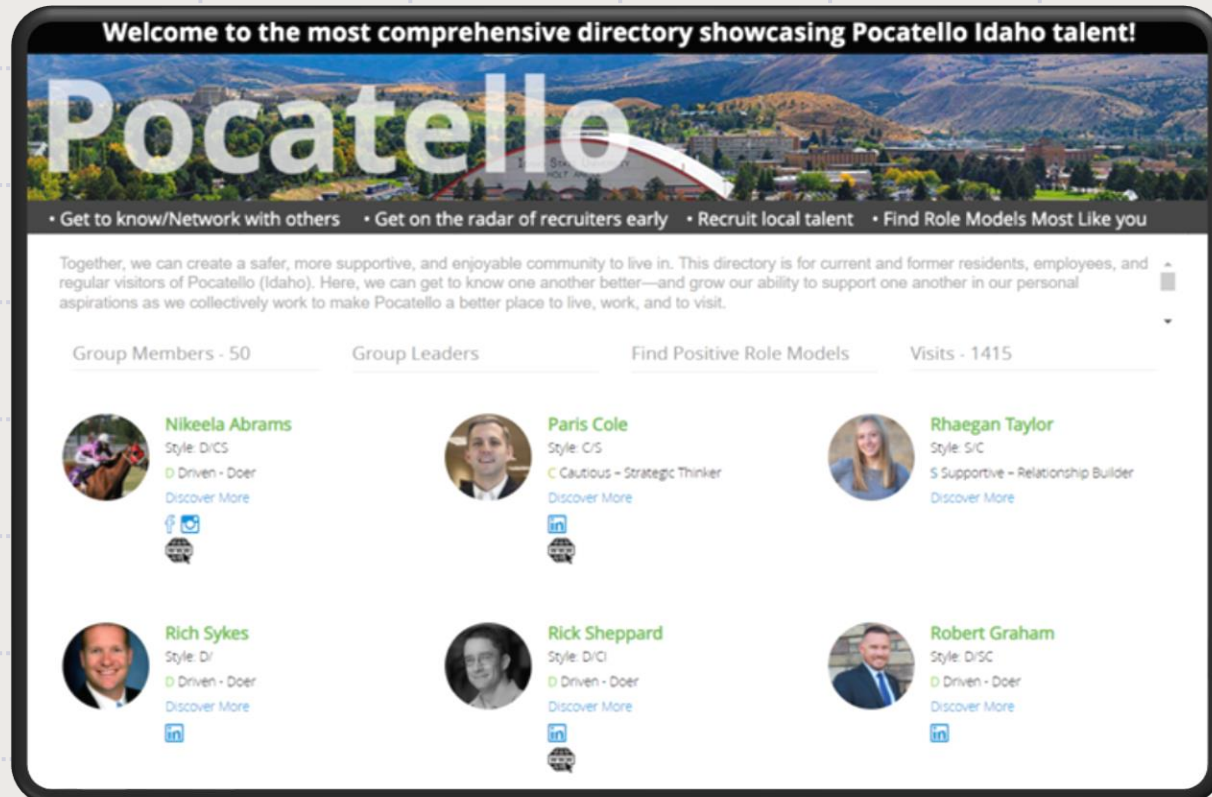 Welcome to the most comprehensive directory showcasing Pocatello Idaho talent!
Pocatello
HOLT
• Get to know/Network with others • Get on the radar of recruiters early • Recruit local talent • Find Role Models Most Like you
Together, we can create a safer, more supportive, and enjoyable community to live in. This directory is for current and former residents, employees, and
regular visitors of Pocatello (Idaho). Here, we can get to know one another better—and grow our ability to support one another in our personal
aspirations as we collectively work to make Pocatello a better place to live, work, and to visit.
Group Members - 50 Group Leaders Find Positive Role Models Visits - 1415
Nikeela Abrams
Style: D/CS
D Driven - Doer
Discover More
Paris Cole
Style: C/S
C Cautious – Strategic Thinker
Discover More
in
Rhaegan Taylor
Style: S/C
S Supportive – Relationship Builder
Discover More
Rich Sykes
Style: D/
D Driven - Doer
Discover More
in
Rick Sheppard
Style: D/CI
D Driven - Doer
Discover More
in
Robert Graham
Style: D/SC
D Driven - Doer
Discover More
in